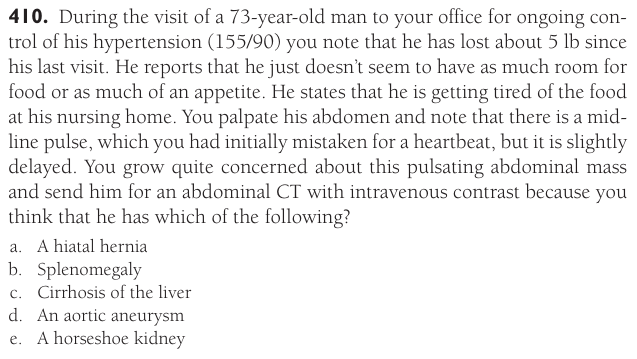 410. During the visit of a 73-year-old man to your office for ongoing con-
trol of his hypertension (155/90) you note that he has lost about 5 lb since
his last visit. He reports that he just doesn't seem to have as much room for
food or as much of an appetite. He states that he is getting tired of the food
at his nursing home. You palpate his abdomen and note that there is a mid-
line pulse, which you had initially mistaken for a heartbeat, but it is slightly
delayed. You grow quite concerned about this pulsating abdominal mass
and send him for an abdominal CT with intravenous contrast because you
think that he has which of the following?
a. A hiatal hernia
b. Splenomegaly
c. Cirrhosis of the liver
d. An aortic aneurysm
e. A horseshoe kidney